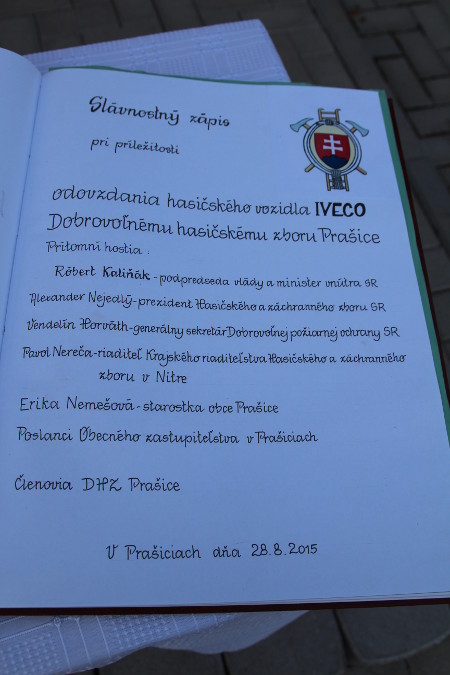 Slávnostný zápis
pri príležitosti
odovzdania hasičského vozidla IVECO
Dobrovoľnému hasičskému zboru Prašice
Prítomní hostia:
Róbert Kaliňák - podpredseda vlády a minister vnútra SR
Alexander Nejedlý - prezident Hasičského a záchranného zboru SR
Vendelín Horváth - generálny sekretár Dobrovoľnej požiarnej ochrany SR
Pavol Nereča - riaditeľ Krajského riaditeľstva Hasičského a záchranného
zboru v Nitre
Erika Nemešová - starostka obce Prašice
Poslanci Obecného zastupiteľstva v Prašiciach
Členovia DHZ Prašice
V Prašiciach dňa 28.8.2015